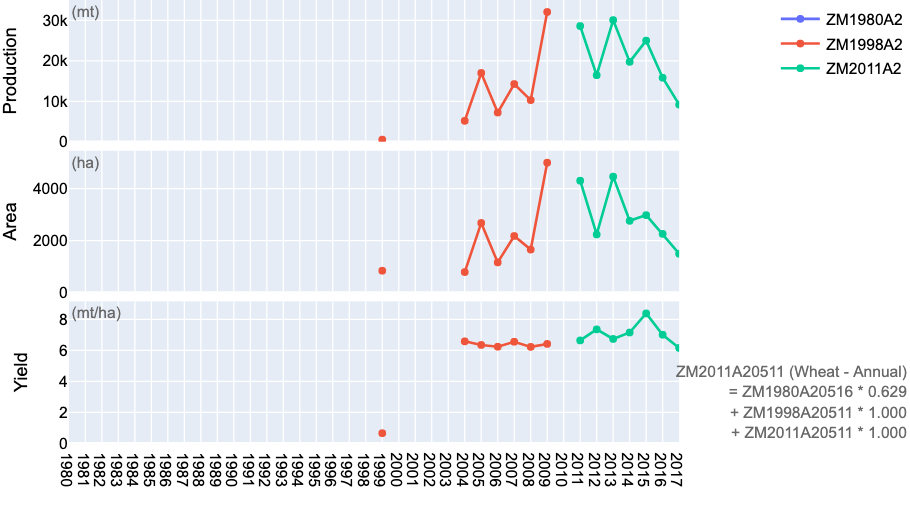 (mt)
30k
20k
10k
0
Production
ZM1980A2
ZM1998A2
ZM2011A2
(ha)
4000
2000
0
Area
(mt/ha)
8
6
4
2
0
Yield
ZM2011A20511 (Wheat - Annual)
= ZM1980A20516 * 0.629
+ ZM1998A20511 * 1.000
+ ZM2011A20511 * 1.000
1980
1981
1982
1983
1984
1985
1986
1987
1988
1989
1990
1991
1992
1993
1994
1995
1996
1997
1998
1999
2000
2001
2002
2003
2004
2005
2006
2007
2008
2009
2010
2011
2012
2013
2014
2015
2016
2017